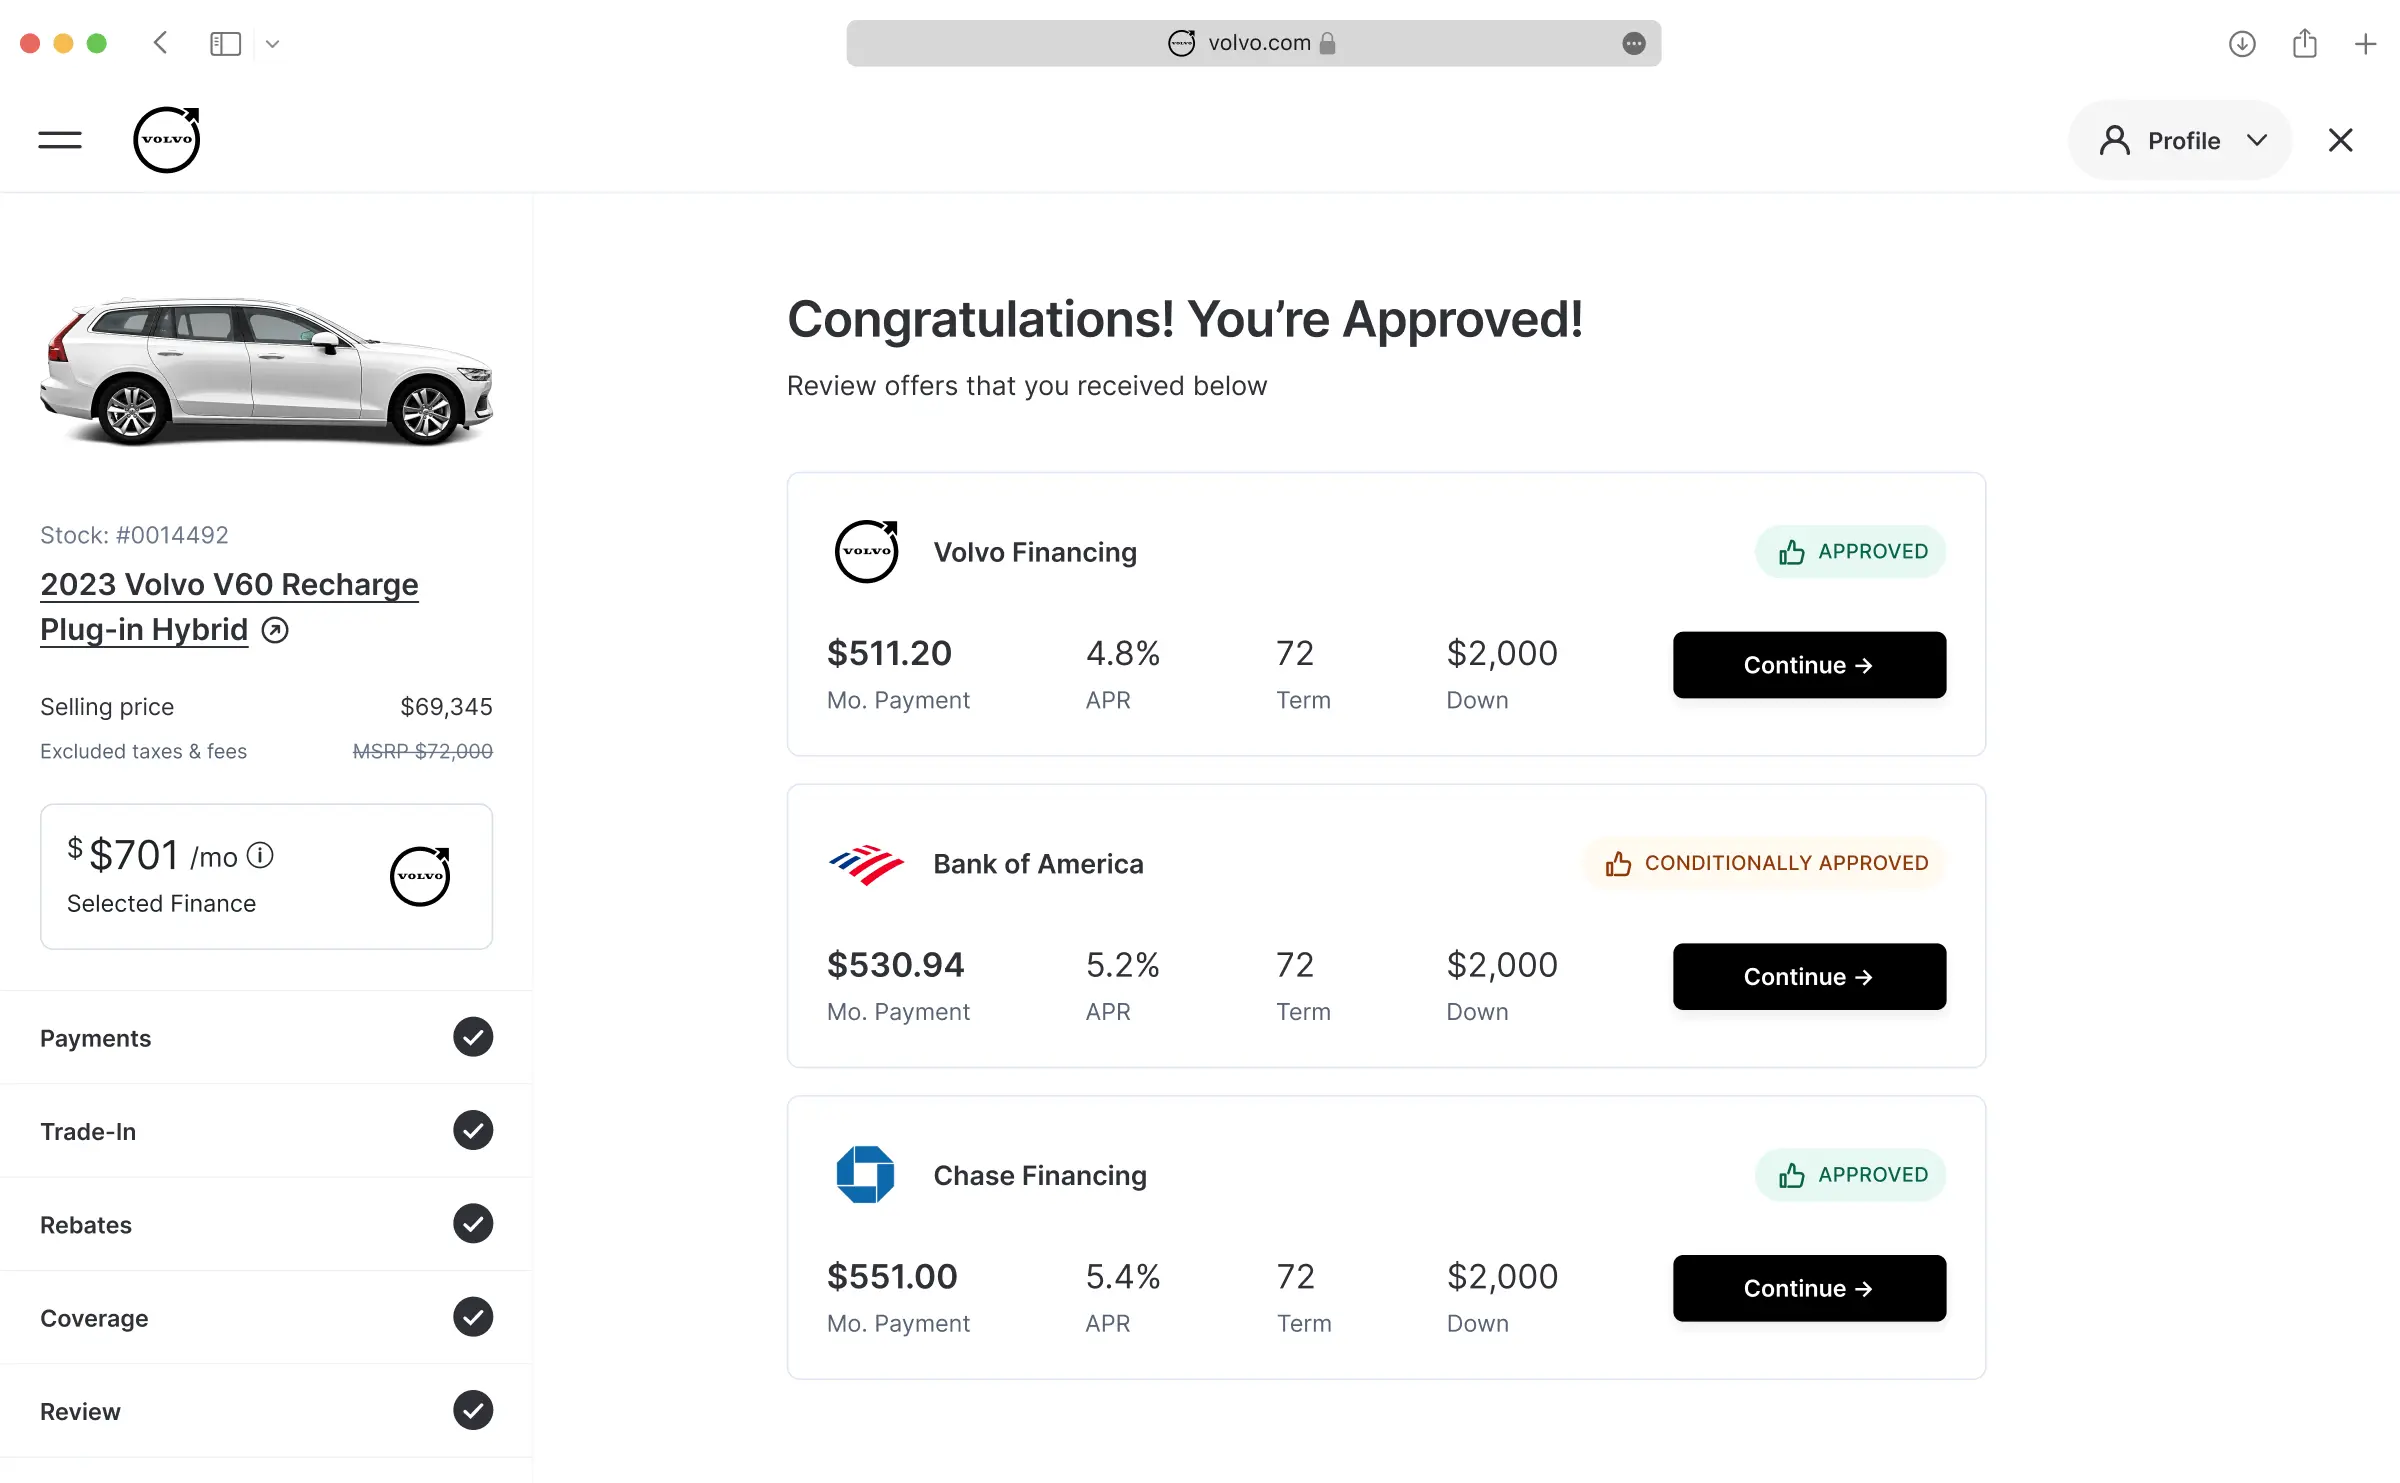 volvo.com
VOLVO
Profile
Stock: #0014492
2023 Volvo V60 Recharge
Plug-in Hybrid
Selling price $69,345
Excluded taxes & fees MSRP $72,000
$ $701 /mo
Selected Finance
VOLVO
Payments
Trade-In
Rebates
Coverage
Review
Congratulations! You’re Approved!
Review offers that you received below
VOLVO Volvo Financing APPROVED
$511.20 4.8% 72 $2,000 Continue →
Mo. Payment APR Term Down
Bank of America CONDITIONALLY APPROVED
$530.94 5.2% 72 $2,000 Continue →
Mo. Payment APR Term Down
Chase Financing APPROVED
$551.00 5.4% 72 $2,000 Continue →
Mo. Payment APR Term Down